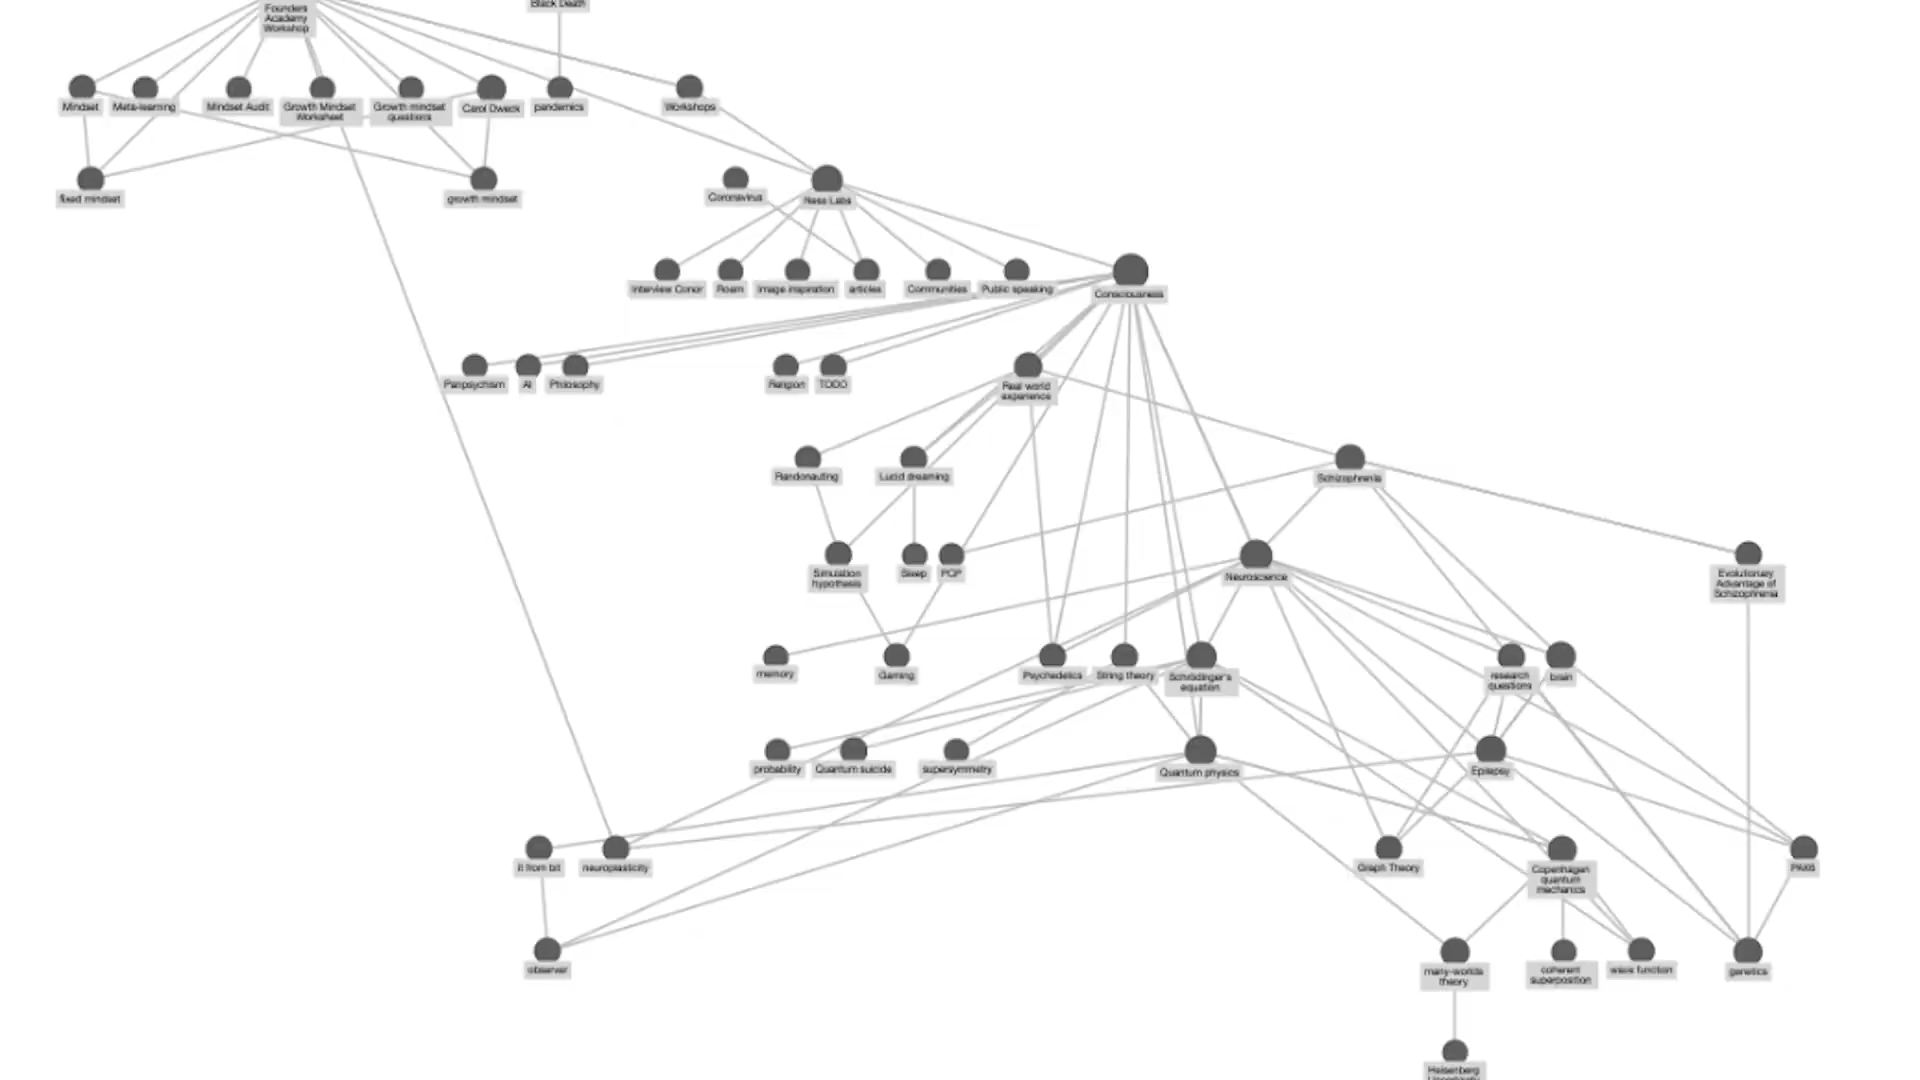 Black Death
Founders
Academy
Workshop
Mindset
Meta-learning
Mindset Audit
Growth Mindset
Worksheet
Growth mindset
questions
Carol Dweck
pandemics
Workshops
fixed mindset
growth mindset
Coronavirus
Ness Labs
Interview Conor
Roam
Image inspiration
articles
Communities
Public speaking
Consciousness
Panpsychism
AI
Philosophy
Religion
TODO
Real world
experience
Randonauting
Lucid dreaming
Schizophrenia
Simulation
hypothesis
Sleep
PCP
Neuroscience
Evolutionary
Advantage of
Schizophrenia
memory
Gaming
Psychedelics
String theory
Schrödinger's
equation
research
questions
brain
probability
Quantum suicide
supersymmetry
Quantum physics
Epilepsy
it from bit
neuroplasticity
Graph Theory
Copenhagen
quantum
mechanics
observer
many-worlds
theory
coherent
superposition
wave function
genetics
Heisenberg
Uncertainty